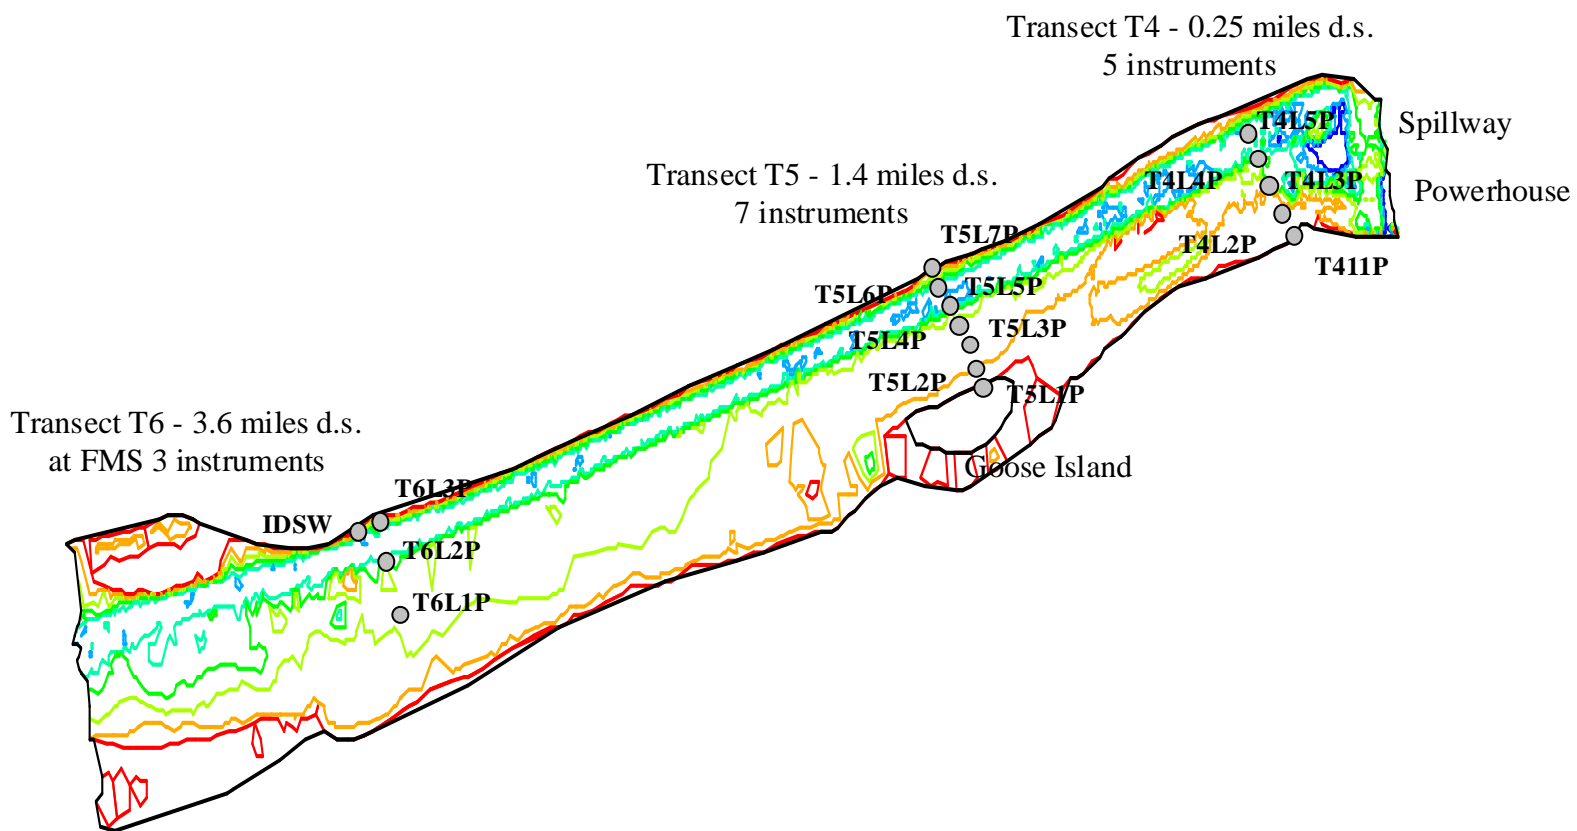 Transect T4 - 0.25 miles d.s.
5 instruments
Spillway
Powerhouse
T4L5P
T4L4P
T4L3P
T4L2P
T411P
Transect T5 - 1.4 miles d.s.
7 instruments
T5L7P
T5L6P
T5L5P
T5L4P
T5L3P
T5L2P
T5L1P
Goose Island
Transect T6 - 3.6 miles d.s.
at FMS 3 instruments
T6L3P
IDSW
T6L2P
T6L1P